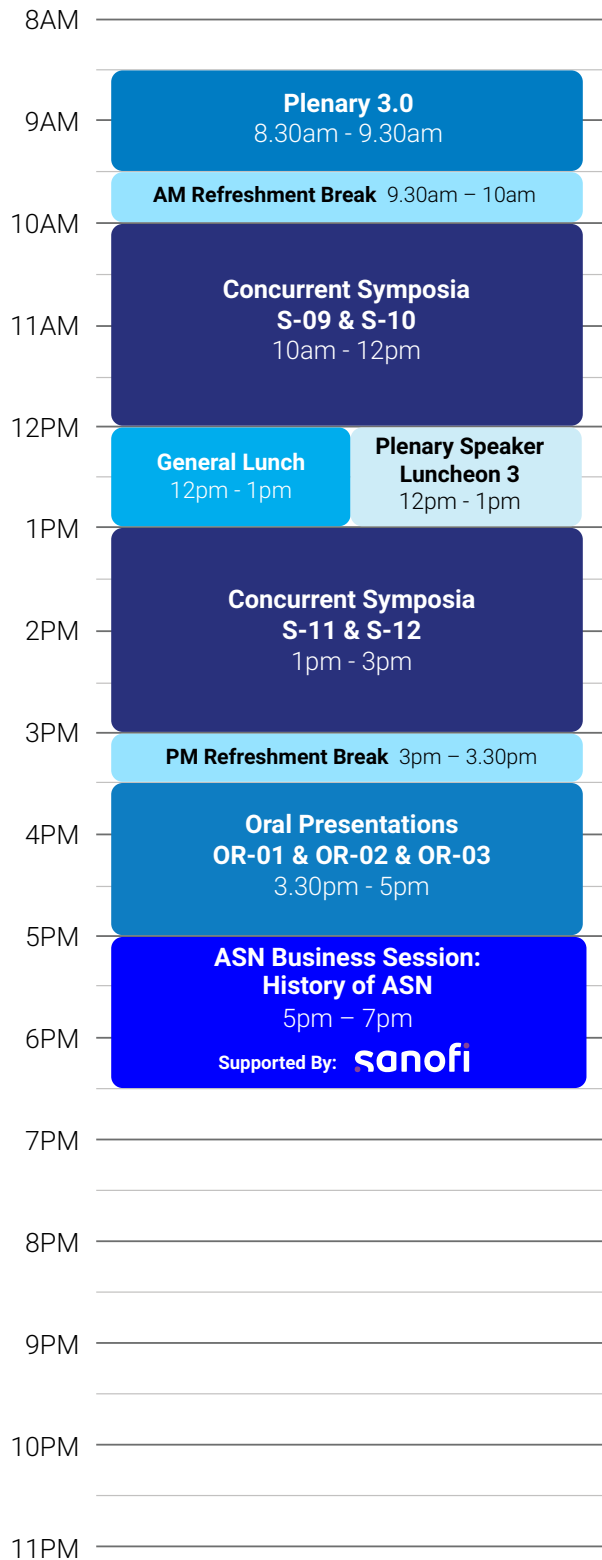 8AM
Plenary 3.0
9AM
8.30am - 9.30am
AM Refreshment Break 9.30am – 10am
10AM
Concurrent Symposia
S-09 & S-10
11AM
10am - 12pm
12PM
General Lunch
12pm - 1pm
Plenary Speaker
Luncheon 3
12pm - 1pm
1PM
Concurrent Symposia
S-11 & S-12
2PM
1pm - 3pm
3PM
PM Refreshment Break 3pm – 3.30pm
Oral Presentations
4PM
OR-01 & OR-02 & OR-03
3.30pm - 5pm
5PM
ASN Business Session:
History of ASN
5pm – 7pm
6PM
Supported By: sanofi
7PM
8PM
9PM
10PM
11PM